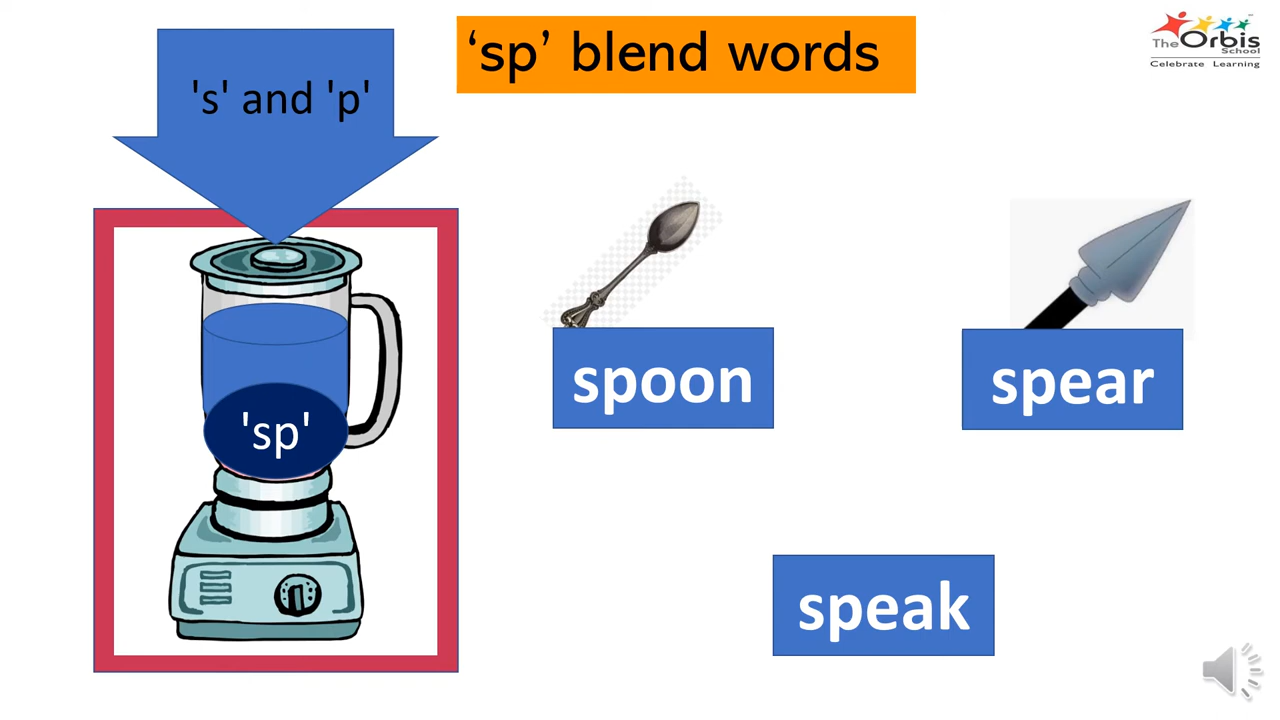 'sp' blend words
The Orbis
School
Celebrate Learning
's' and 'p'
'sp'
spoon
spear
speak